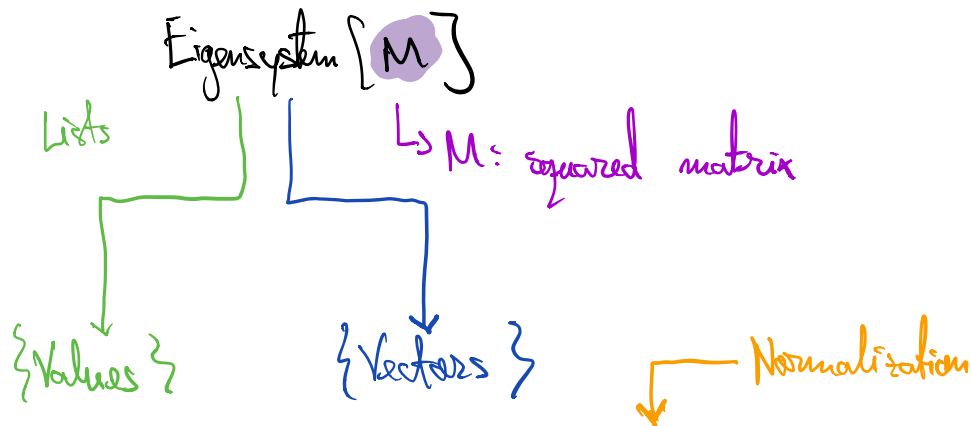 Eigensystem [M]
Lists
M: squared matrix
{Values}
{Vectors}
Normalization